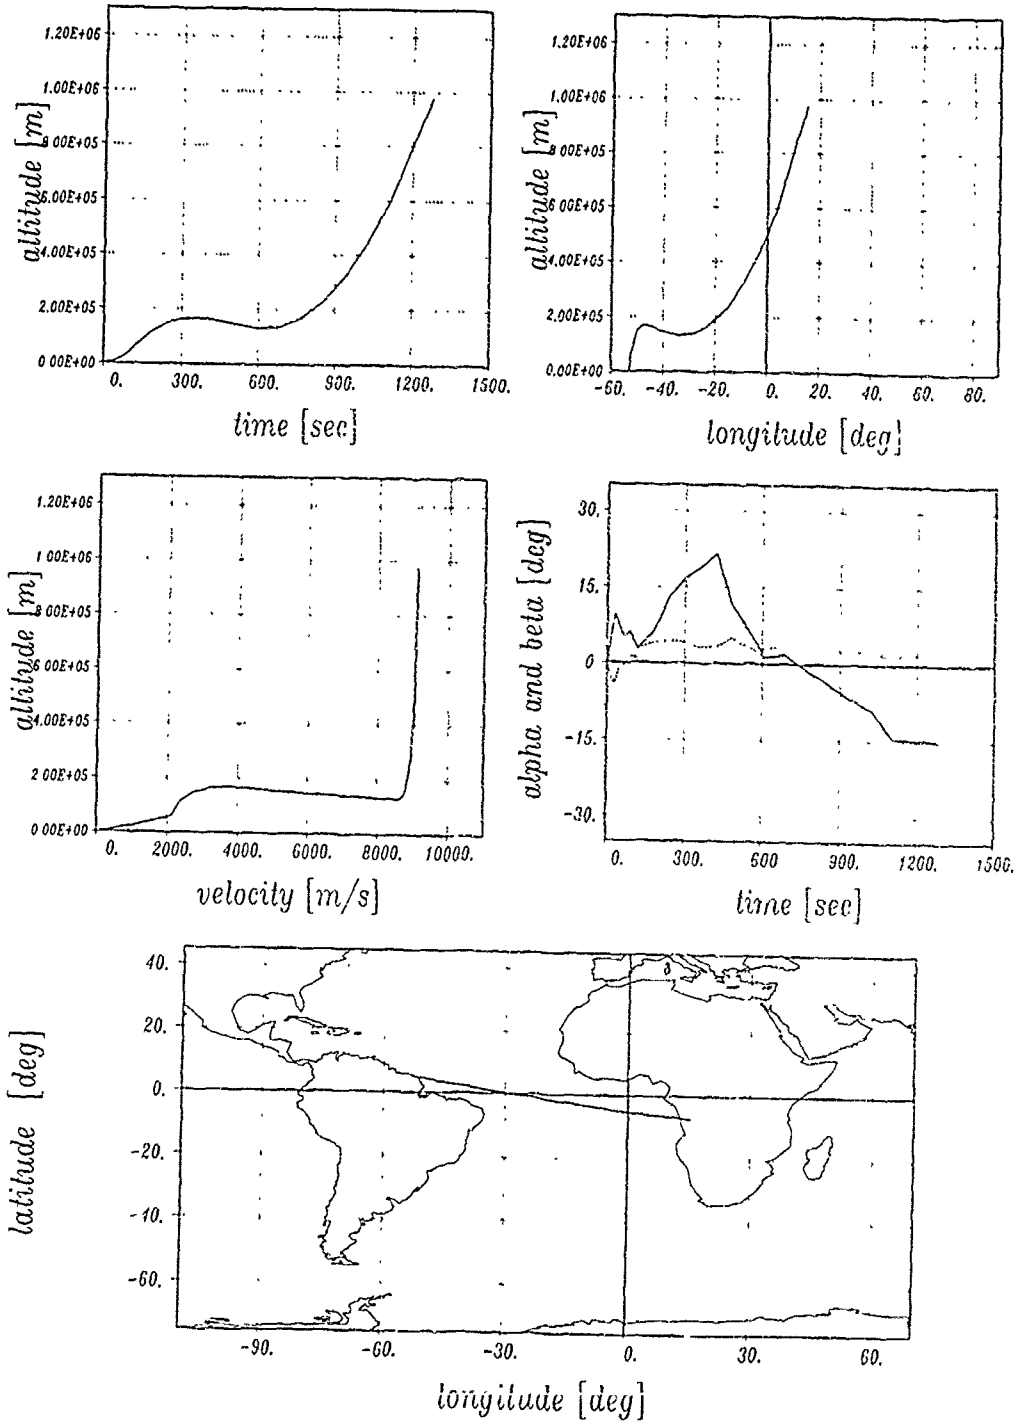 1.20E+06
1.00E+06
8.00E+05
6.00E+05
4.00E+05
2.00E+05
0.00E+00
altitude [m]
0. 300. 600. 900. 1200. 1500.
time [sec]
1.20E+06
1.00E+06
8.00E+05
6.00E+05
4.00E+05
2.00E+05
0.00E+00
altitude [m]
-60. -40. -20. 0. 20. 40. 60. 80.
longitude [deg]
1.20E+06
1 00E+06
8 00E+05
6 00E+05
4 00E+05
2 00E+05
0 00E+00
altitude [m]
0. 2000. 4000. 6000. 8000. 10000.
velocity [m/s]
30.
15.
0
-15.
-30.
alpha and beta [deg]
0. 300. 600 900. 1200. 1500.
time [sec]
40.
20.
0.
-20.
-40.
-60.
latitude [deg]
-90. -60. -30. 0. 30. 60.
longitude [deg]